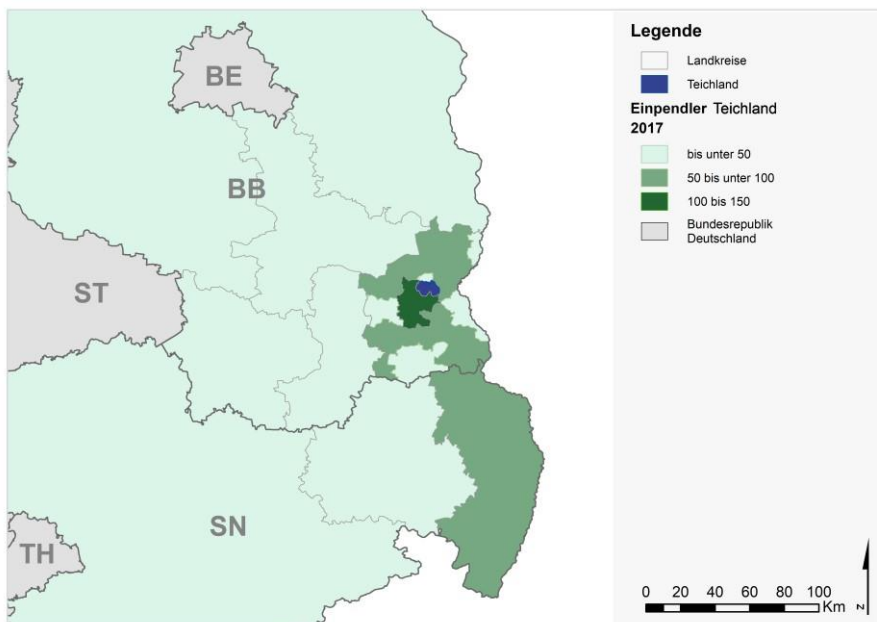 BE
BB
ST
SN
TH
Legende
Landkreise
Teichland
Einpendler Teichland
2017
bis unter 50
50 bis unter 100
100 bis 150
Bundesrepublik
Deutschland
0 20 40 60 80 100
Km
N